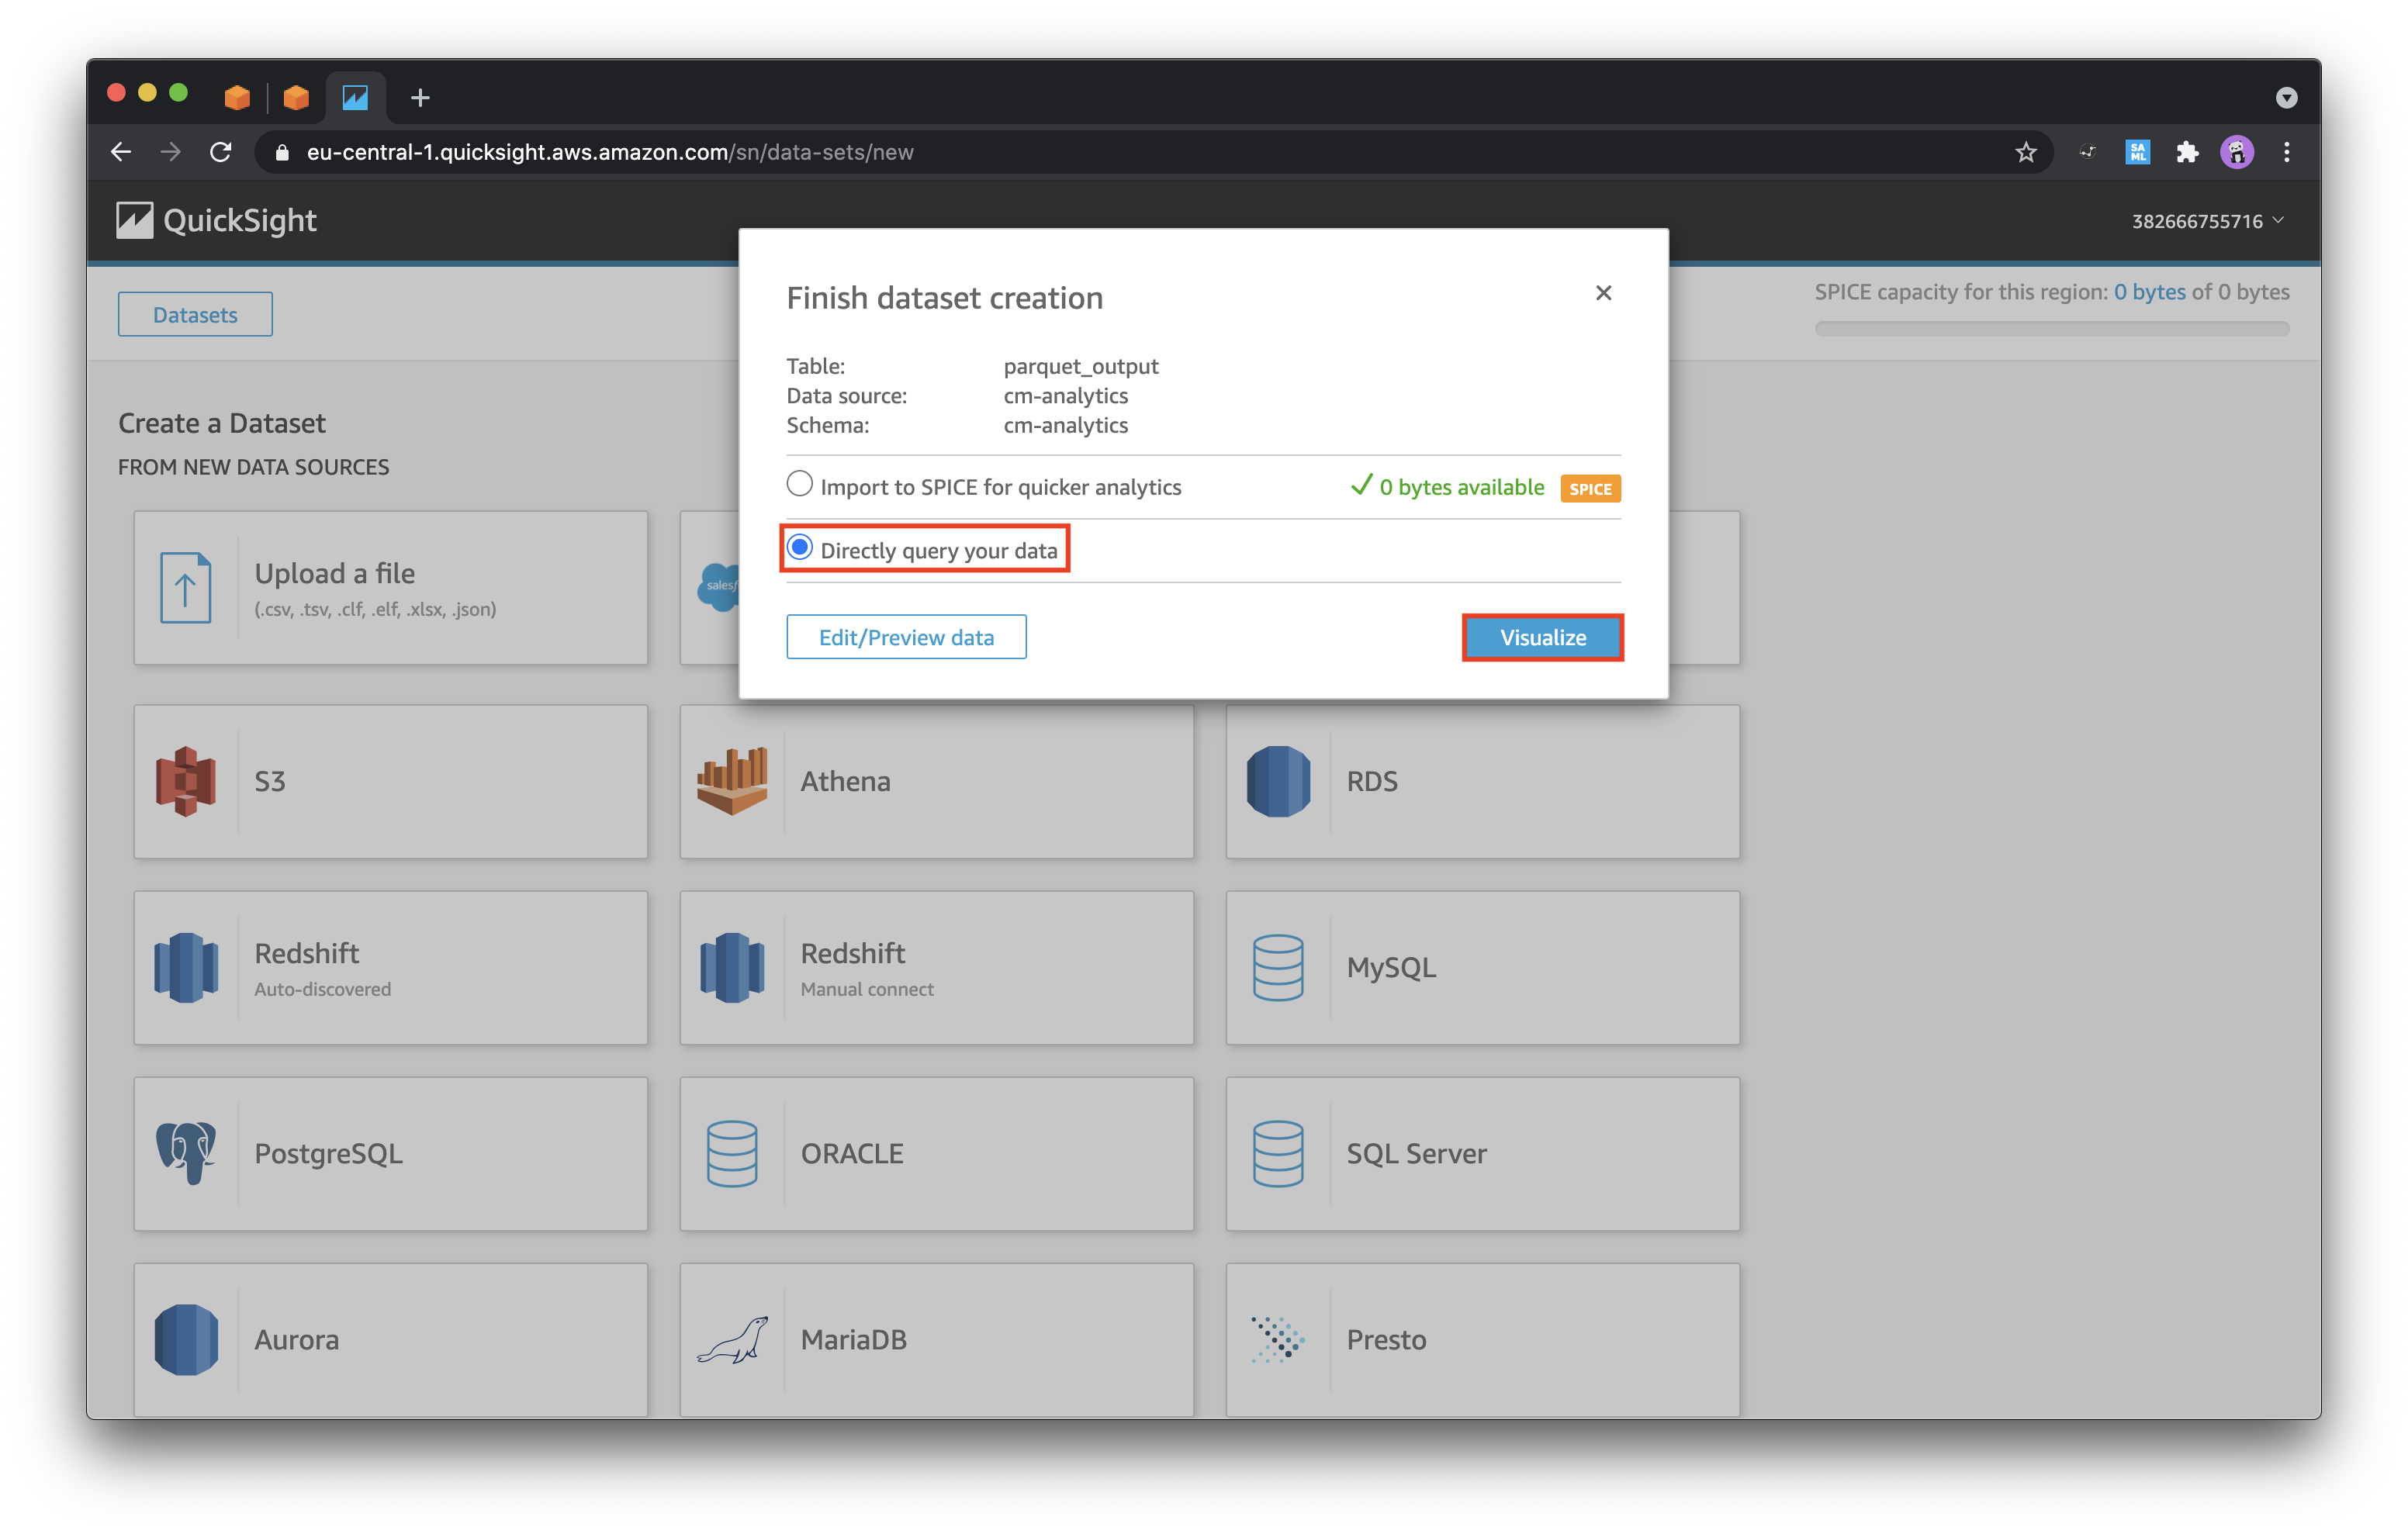 eu-central-1.quicksight.aws.amazon.com/sn/data-sets/new
SA
ML
QuickSight
382666755716
Datasets
SPICE capacity for this region: 0 bytes of 0 bytes
Finish dataset creation
Table: parquet_output
Data source: cm-analytics
Schema: cm-analytics
Import to SPICE for quicker analytics 0 bytes available SPICE
Directly query your data
Edit/Preview data Visualize
Create a Dataset
FROM NEW DATA SOURCES
Upload a file
(.csv, .tsv, .clf, .elf, .xlsx, .json)
salesf
S3
Athena
RDS
Redshift
Auto-discovered
Redshift
Manual connect
MySQL
PostgreSQL
ORACLE
SQL Server
Aurora
MariaDB
Presto